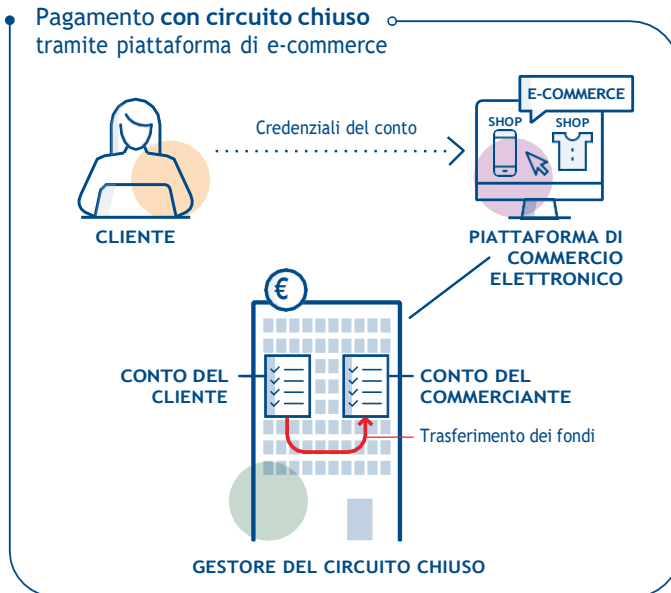 Pagamento con circuito chiuso
tramite piattaforma di e-commerce
E-COMMERCE
SHOP
SHOP
Credenziali del conto
CLIENTE
PIATTAFORMA DI
COMMERCIO
ELETTRONICO
€
CONTO DEL
CLIENTE
CONTO DEL
COMMERCIANTE
Trasferimento dei fondi
GESTORE DEL CIRCUITO CHIUSO